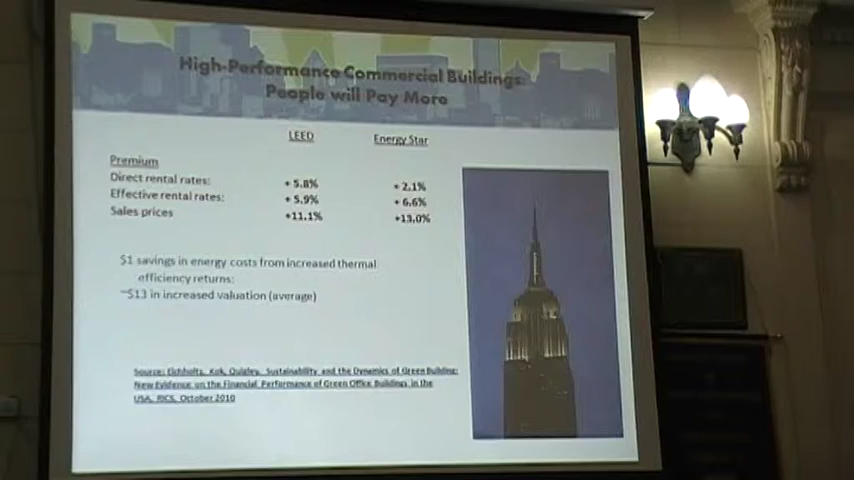 High-Performance Commercial Buildings:
People will Pay More
LEED Energy Star
Premium
Direct rental rates: + 5.8% + 2.1%
Effective rental rates: + 5.9% + 6.6%
Sales prices +11.1% +13.0%
$1 savings in energy costs from increased thermal
efficiency returns:
~$13 in increased valuation (average)
Source: Eichholtz, Kok, Quigley, Sustainability and the Dynamics of Green Building:
New Evidence on the Financial Performance of Green Office Buildings in the
USA, RICS, October 2010